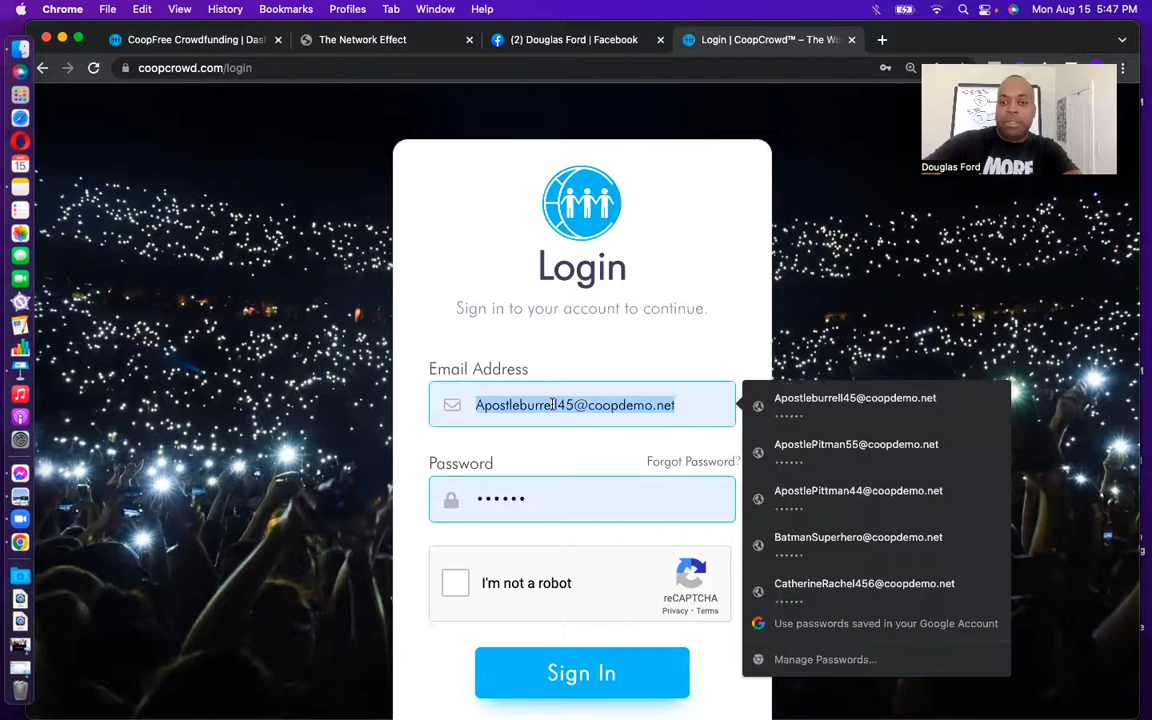 Chrome File Edit View History Bookmarks Profiles Tab Window Help Mon Aug 15 5:47 PM
CoopFree Crowdfunding | Das
The Network Effect
(2) Douglas Ford | Facebook
Login | CoopCrowd™ – The Wo
coopcrowd.com/login
MORE
Douglas Ford
Login
Sign in to your account to continue.
Email Address
Apostleburrell45@coopdemo.net
Password
Forgot Password?
••••••
I'm not a robot
reCAPTCHA
Privacy - Terms
Sign In
Apostleburrell45@coopdemo.net
••••••
ApostlePitman55@coopdemo.net
••••••
ApostlePittman44@coopdemo.net
••••••
BatmanSuperhero@coopdemo.net
••••••
CatherineRachel456@coopdemo.net
••••••
Use passwords saved in your Google Account
Manage Passwords...